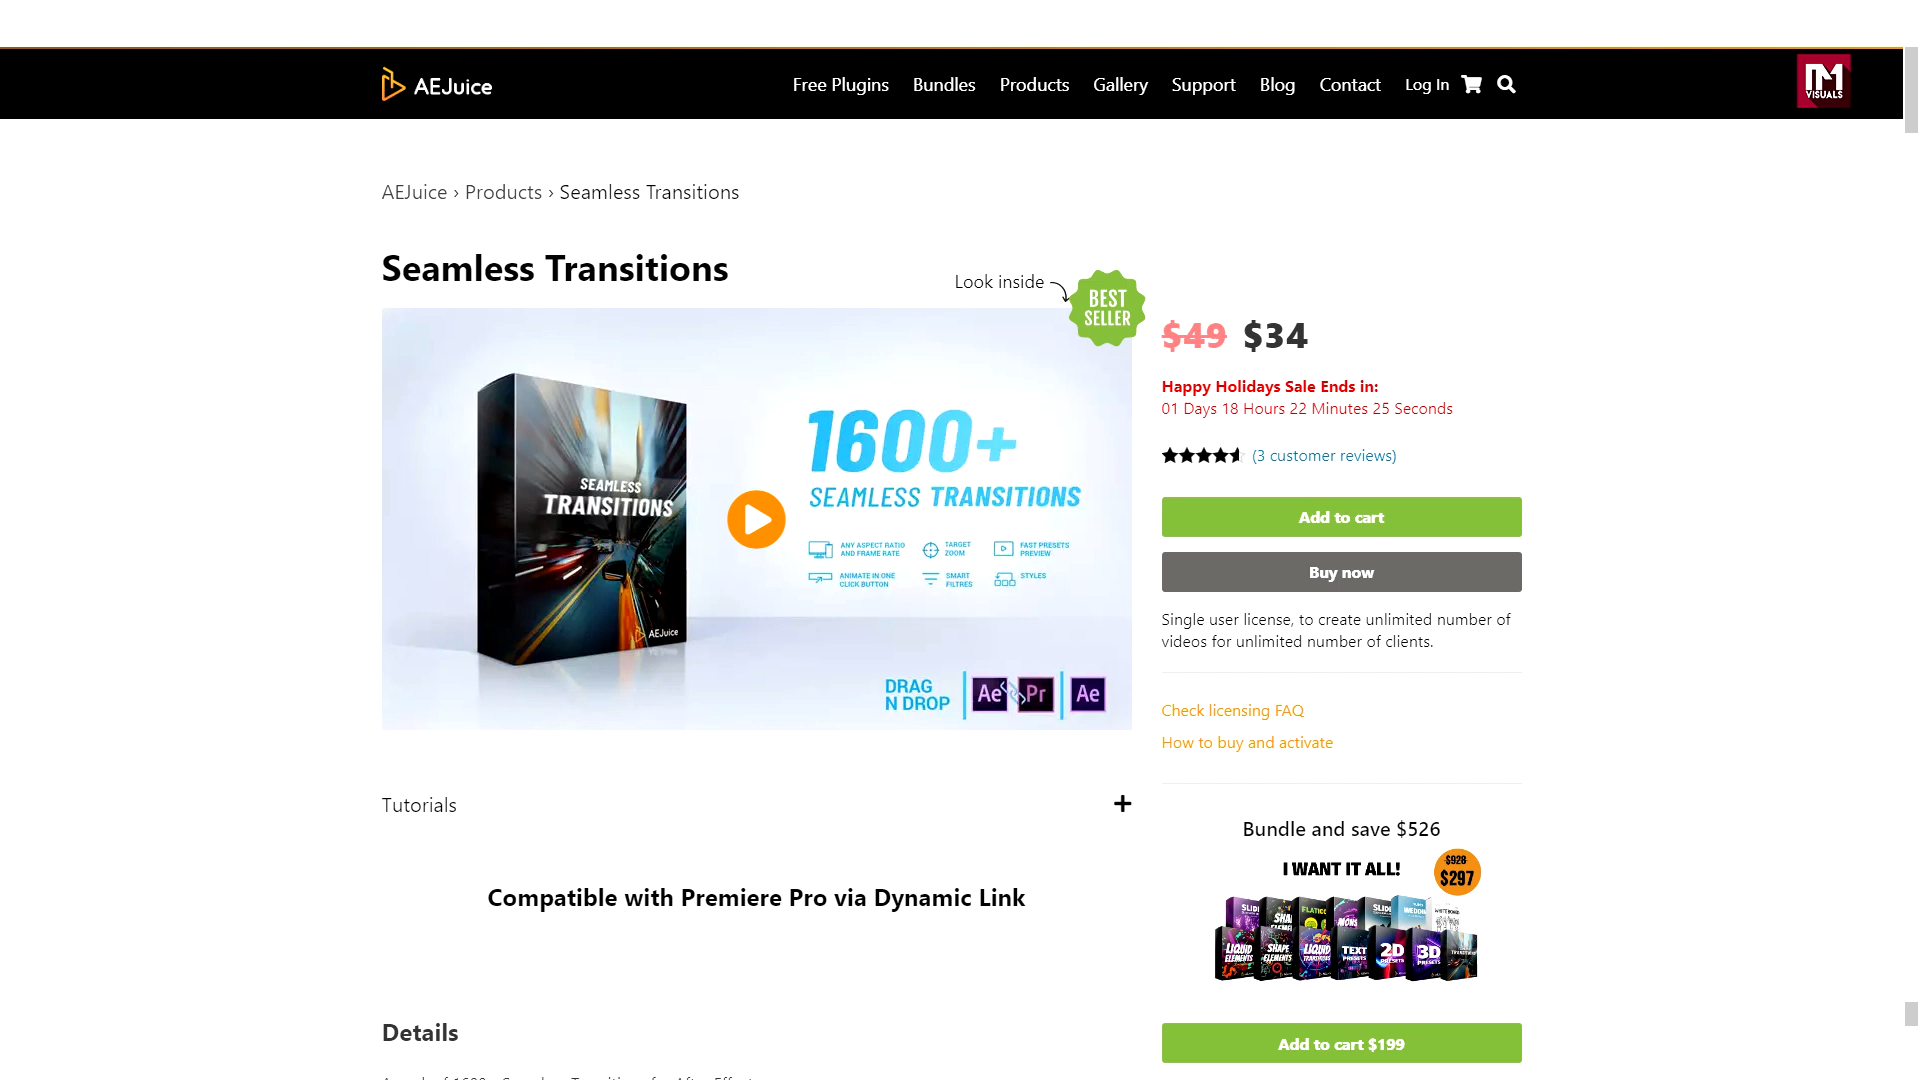 AEJuice
Free Plugins
Bundles
Products
Gallery
Support
Blog
Contact
Log In
M
VISUALS
AEJuice › Products › Seamless Transitions
Seamless Transitions
Look inside
BEST
SELLER
SEAMLESS
TRANSITIONS
AEJuice
1600+
SEAMLESS TRANSITIONS
ANY ASPECT RATIO
AND FRAME RATE
TARGET
ZOOM
FAST PRESETS
PREVIEW
ANIMATE IN ONE
CLICK BUTTON
SMART
FILTRES
STYLES
DRAG
N DROP
Ae
Pr
Ae
$49 $34
Happy Holidays Sale Ends in:
01 Days 18 Hours 22 Minutes 25 Seconds
(3 customer reviews)
Add to cart
Buy now
Single user license, to create unlimited number of
videos for unlimited number of clients.
Check licensing FAQ
How to buy and activate
Tutorials
Compatible with Premiere Pro via Dynamic Link
Details
Bundle and save $526
I WANT IT ALL!
$928
$297
LIQUID
ELEMENTS
SHAPE
ELEMENTS
LIQUID
TEXT
PRESETS
2D
PRESETS
3D
PRESETS
Add to cart $199